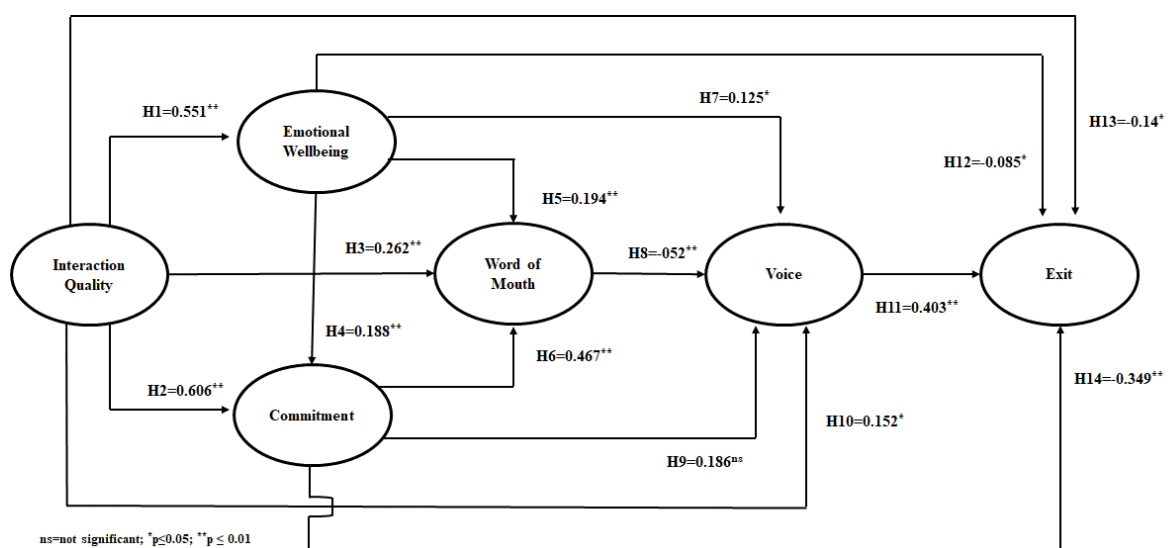 H1=0.551**
Emotional
Wellbeing
H7=0.125*
H13=-0.14*
H12=-0.085*
H5=0.194**
Interaction
Quality
H3=0.262**
Word of
Mouth
H8=-052**
Voice
Exit
H11=0.403**
H4=0.188**
H6=0.467**
H2=0.606**
Commitment
H14=-0.349**
H10=0.152*
H9=0.186ns
ns=not significant; *p≤0.05; **p ≤ 0.01